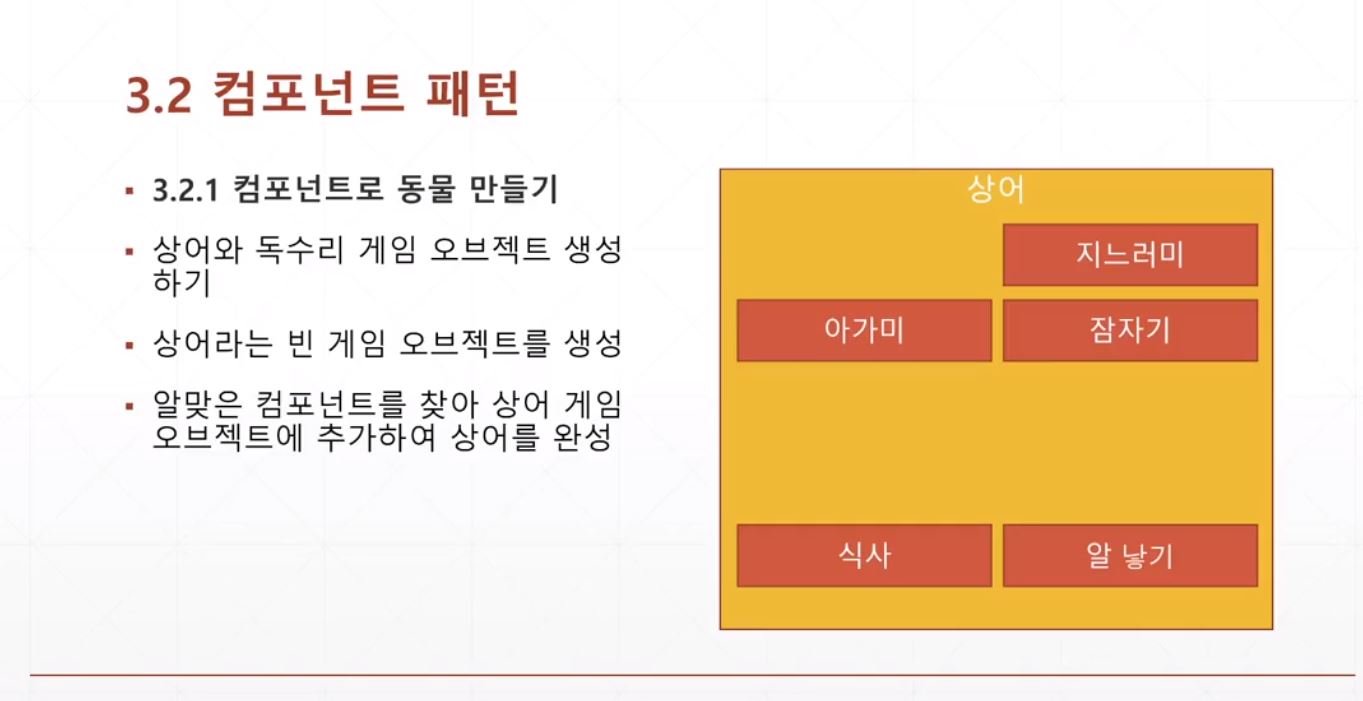 3.2 컴포넌트 패턴
3.2.1 컴포넌트로 동물 만들기
상어와 독수리 게임 오브젝트 생성
하기
상어라는 빈 게임 오브젝트를 생성
알맞은 컴포넌트를 찾아 상어 게임
오브젝트에 추가하여 상어를 완성
상어
지느러미
아가미
잠자기
식사
알 낳기